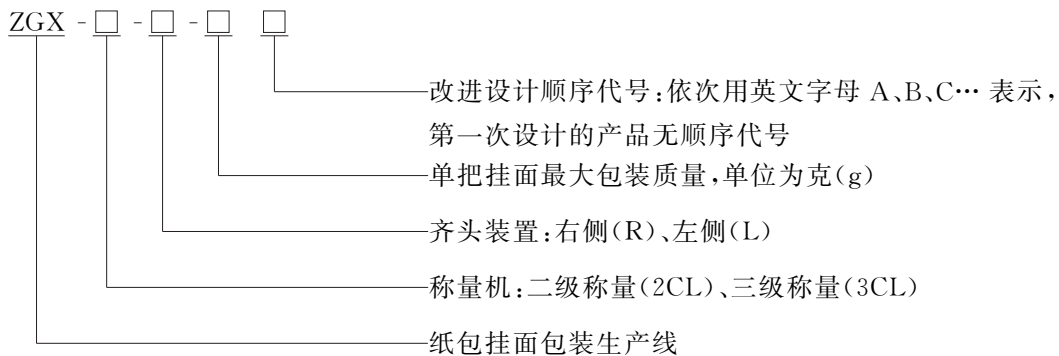 ZGX - □ - □ - □ □
改进设计顺序代号:依次用英文字母 A、B、C… 表示,
第一次设计的产品无顺序代号
单把挂面最大包装质量,单位为克(g)
齐头装置:右侧(R)、左侧(L)
称量机:二级称量(2CL)、三级称量(3CL)
纸包挂面包装生产线